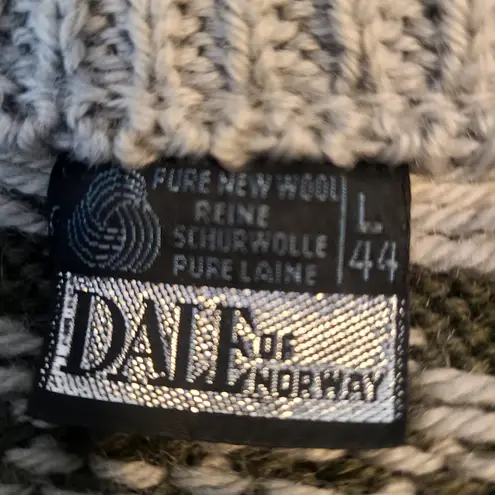 PURE NEW WOOL
REINE
SCHURWOLLE
PURE LAINE
L
44
DALE OF NORWAY